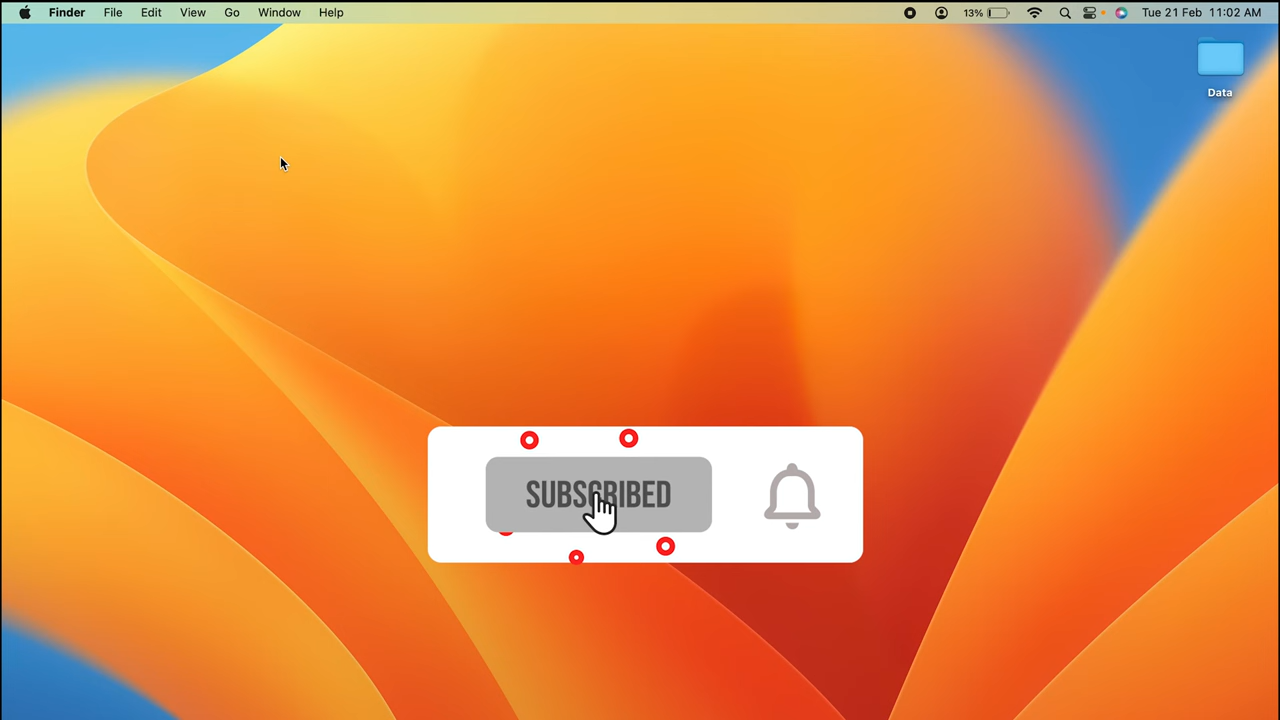 Finder File Edit View Go Window Help 13% Tue 21 Feb 11:02 AM
Data
SUBSCRIBED